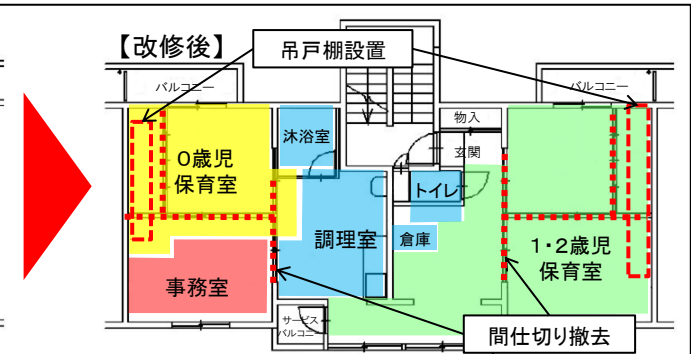 【改修後】
吊戸棚設置
バルコニー
バルコニー
物入
沐浴室
玄関
0歳児
保育室
トイレ
調理室
倉庫
1・2歳児
保育室
事務室
サービス
バルコニー
間仕切り撤去